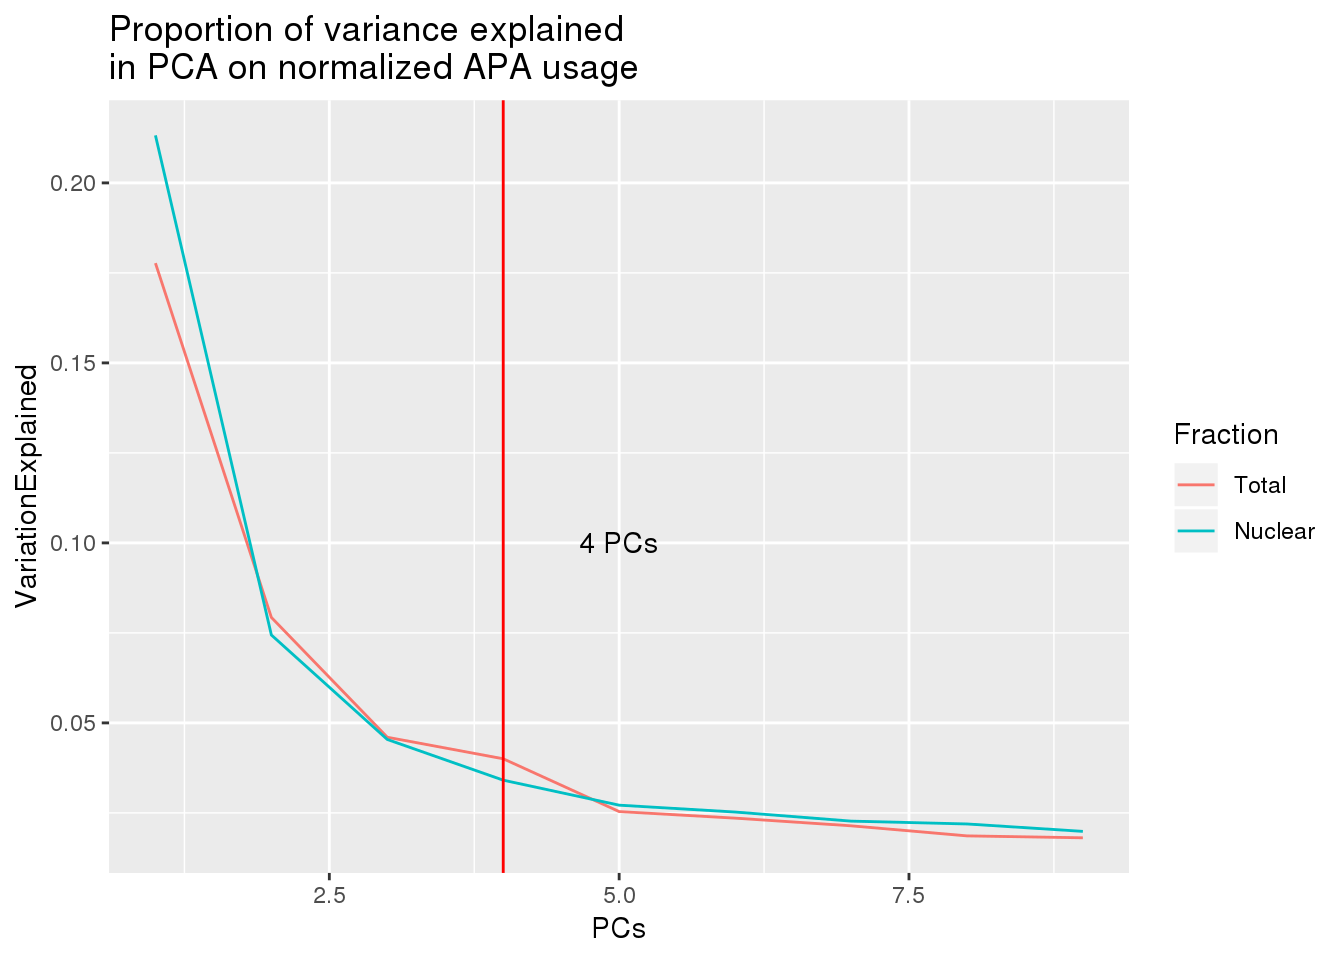 Proportion of variance explained
in PCA on normalized APA usage
VariationExplained
0.20
0.15
0.10
0.05
4 PCs
2.5
5.0
7.5
PCs
Fraction
Total
Nuclear